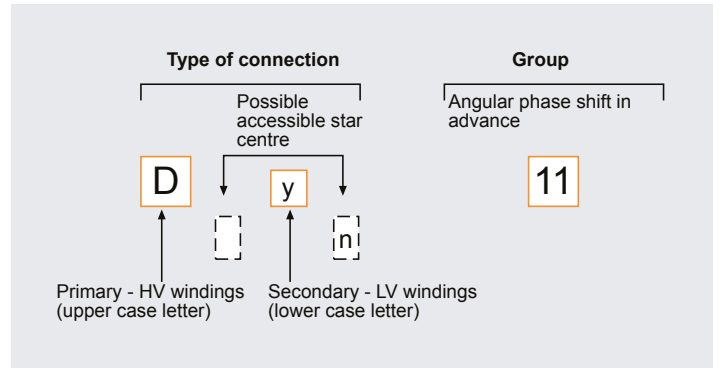 Type of connection
Group
Possible
accessible star
centre
Angular phase shift in
advance
D
y
n
11
Primary - HV windings
(upper case letter)
Secondary - LV windings
(lower case letter)